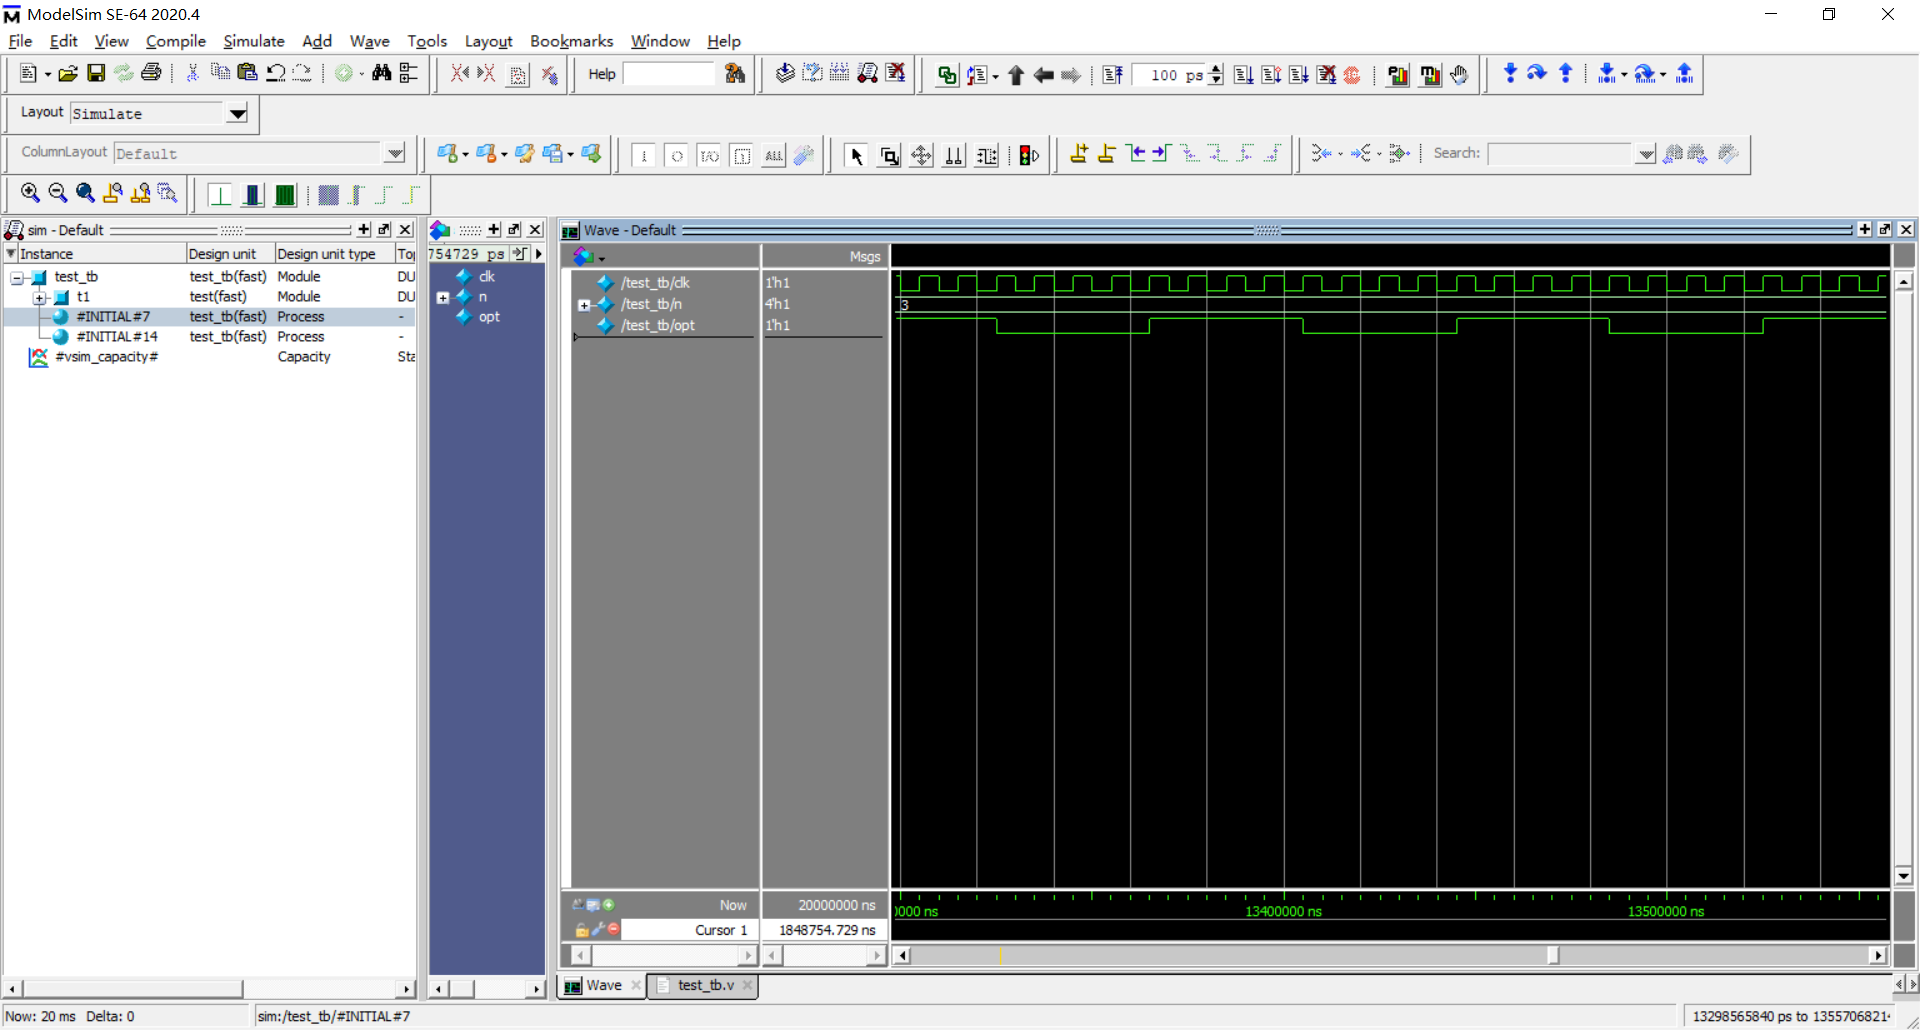 ModelSim SE-64 2020.4
File Edit View Compile Simulate Add Wave Tools Layout Bookmarks Window Help
Help
100 ps
Layout Simulate
ColumnLayout Default
ALL
Search:
sim - Default
Instance Design unit Design unit type
test_tb test_tb(fast) Module DU
t1 test(fast) Module DU
#INITIAL#7 test_tb(fast) Process -
#INITIAL#14 test_tb(fast) Process -
#vsim_capacity# Capacity Sta
754729 ps
clk
n
opt
Wave - Default
Msgs
/test_tb/clk 1'h1
/test_tb/n 4'h1 3
/test_tb/opt 1'h1
Now 20000000 ns
Cursor 1 1848754.729 ns
0000 ns 13400000 ns 13500000 ns
Wave test_tb.v
Now: 20 ms Delta: 0
sim:/test_tb/#INITIAL#7
13298565840 ps to 1355706821